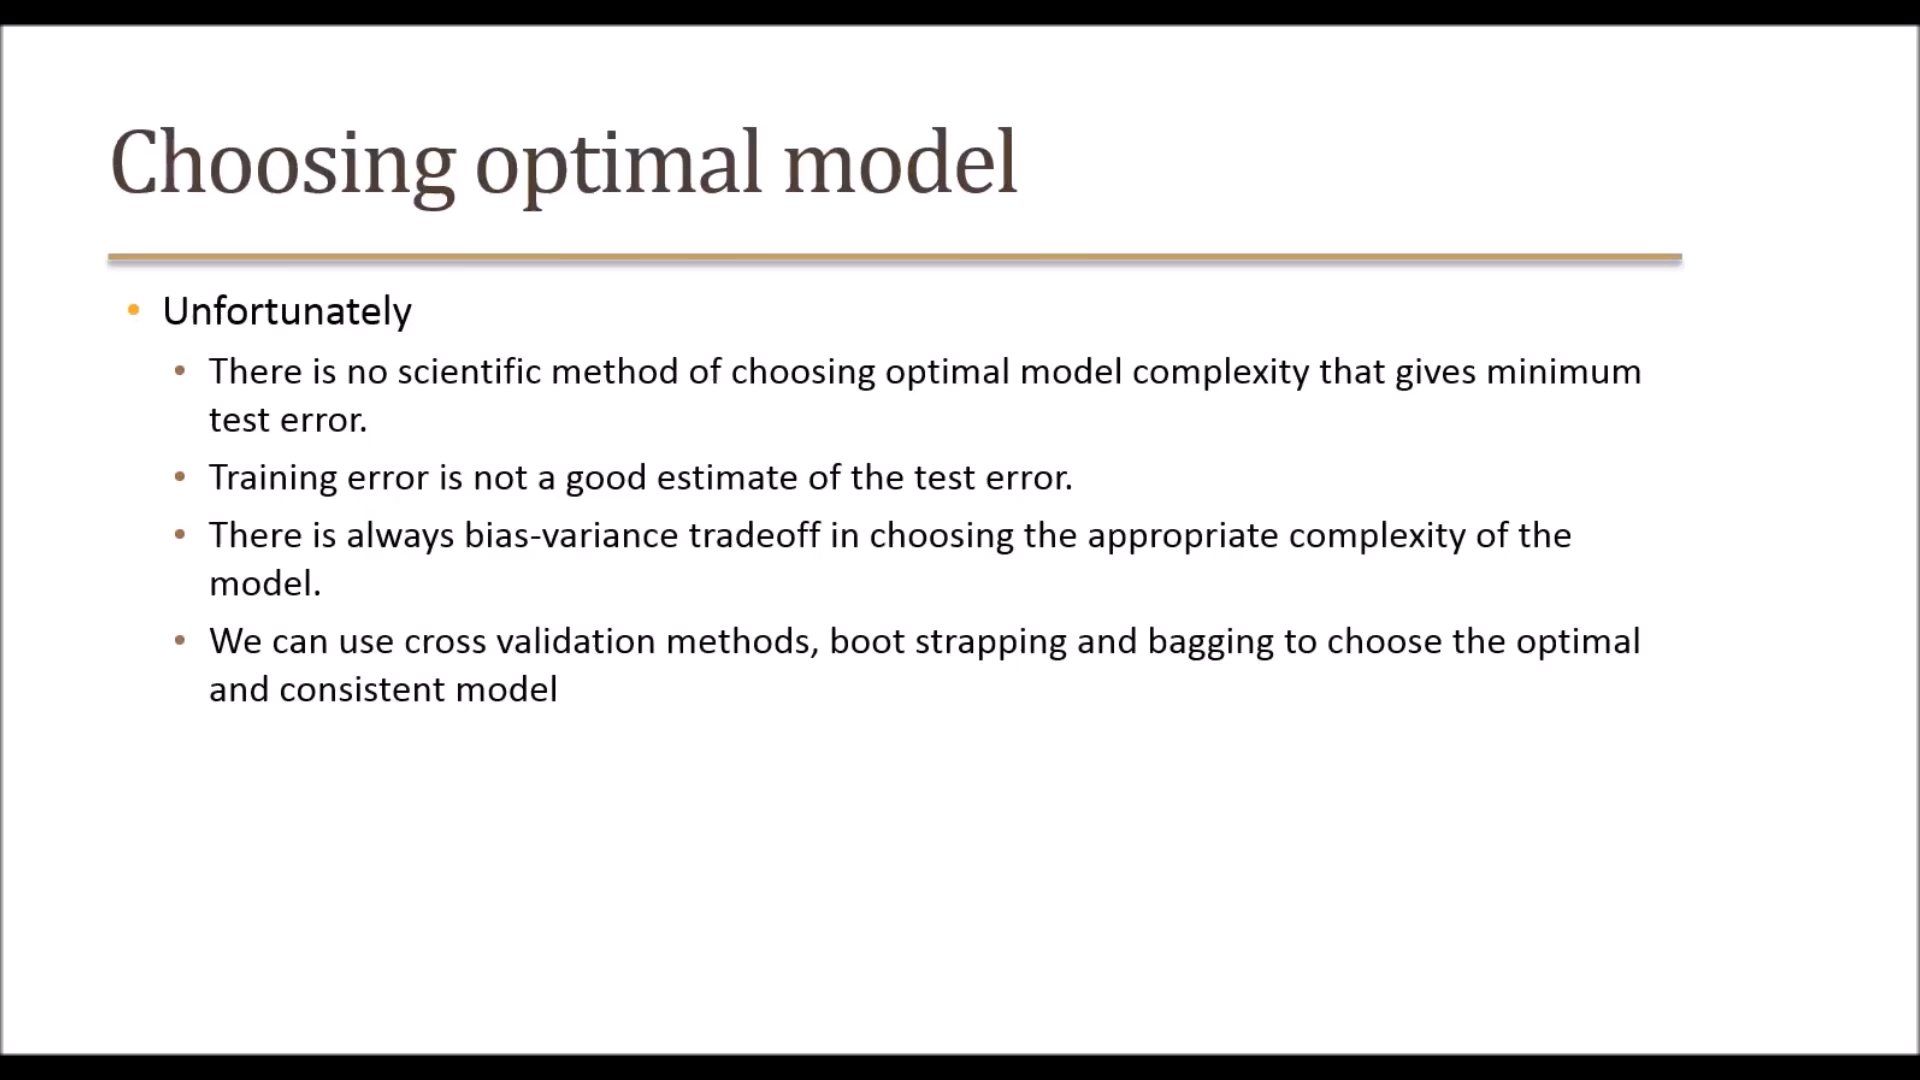 Choosing optimal model
• Unfortunately
• There is no scientific method of choosing optimal model complexity that gives minimum
test error.
• Training error is not a good estimate of the test error.
• There is always bias-variance tradeoff in choosing the appropriate complexity of the
model.
• We can use cross validation methods, boot strapping and bagging to choose the optimal
and consistent model